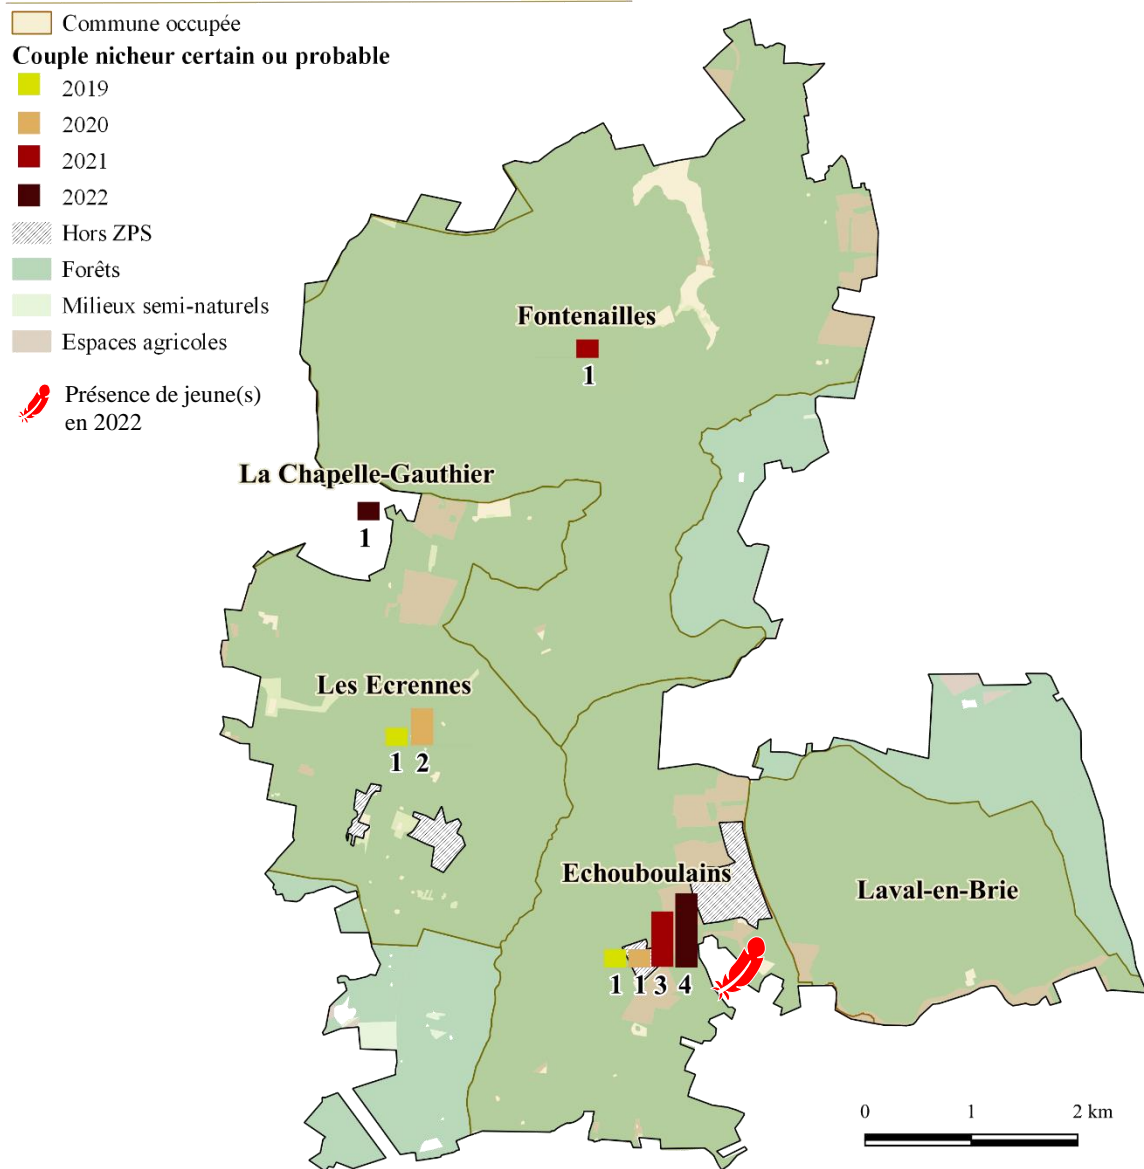 Commune occupée
Couple nicheur certain ou probable
2019
2020
2021
2022
Hors ZPS
Forêts
Milieux semi-naturels
Espaces agricoles
Présence de jeune(s)
en 2022
Fontenailles
1
La Chapelle-Gauthier
1
Les Ecrennes
1 2
Echouboulains
1 1 3 4
Laval-en-Brie
0 1 2 km